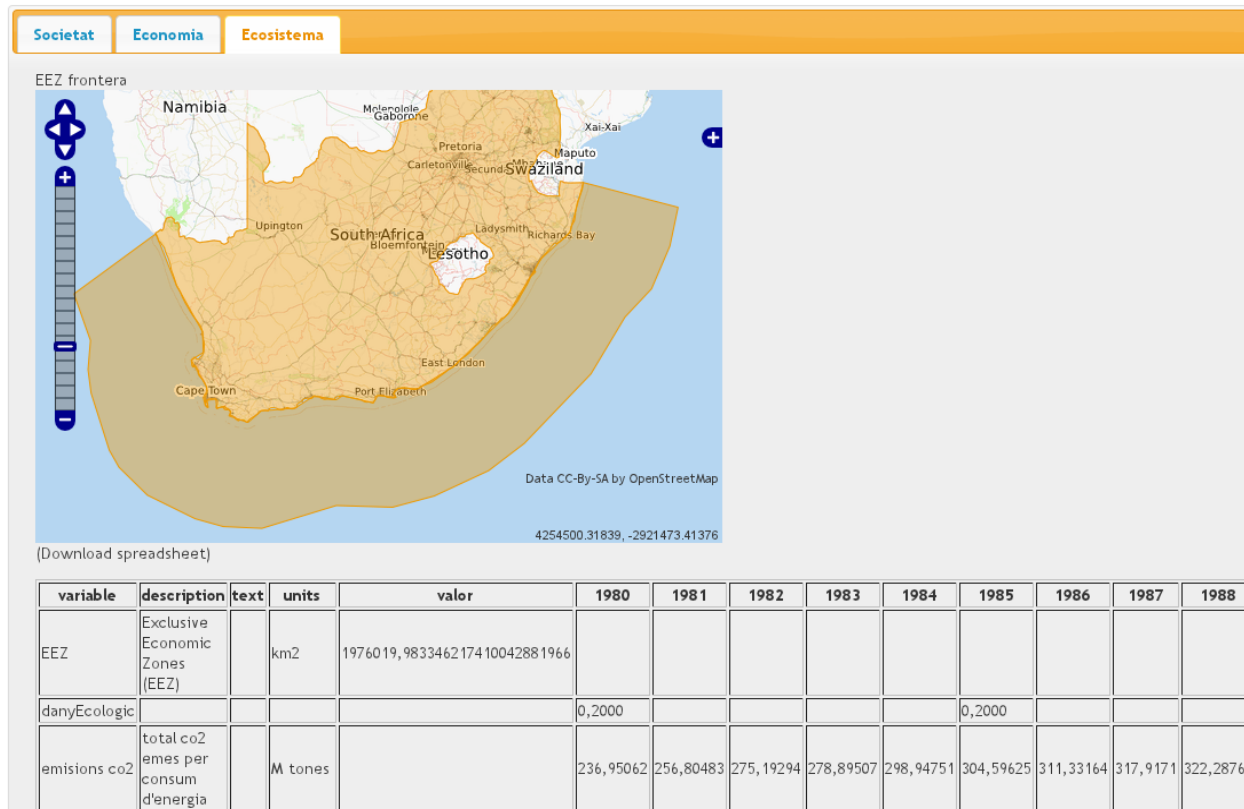 Societat Economia Ecosistema
EEZ frontera
Namibia
Molepolole
Gaborone
Xai-Xai
Pretoria
Maputo
Carletonville
Swaziland
Upington
South Africa
Ladysmith
Richards Bay
Bloemfontein
Lesotho
East London
Cape Town
Port Elizabeth
Data CC-By-SA by OpenStreetMap
4254500.31839, -2921473.41376
(Download spreadsheet)
variable description text units valor 1980 1981 1982 1983 1984 1985 1986 1987 1988
EEZ Exclusive Economic Zones (EEZ) km2 1976019,983346217410042881966
danyEcologic 0,2000 0,2000
emisions co2 total co2 emes per consum d'energia M tones 236,95062 256,80483 275,19294 278,89507 298,94751 304,59625 311,33164 317,9171 322,2876